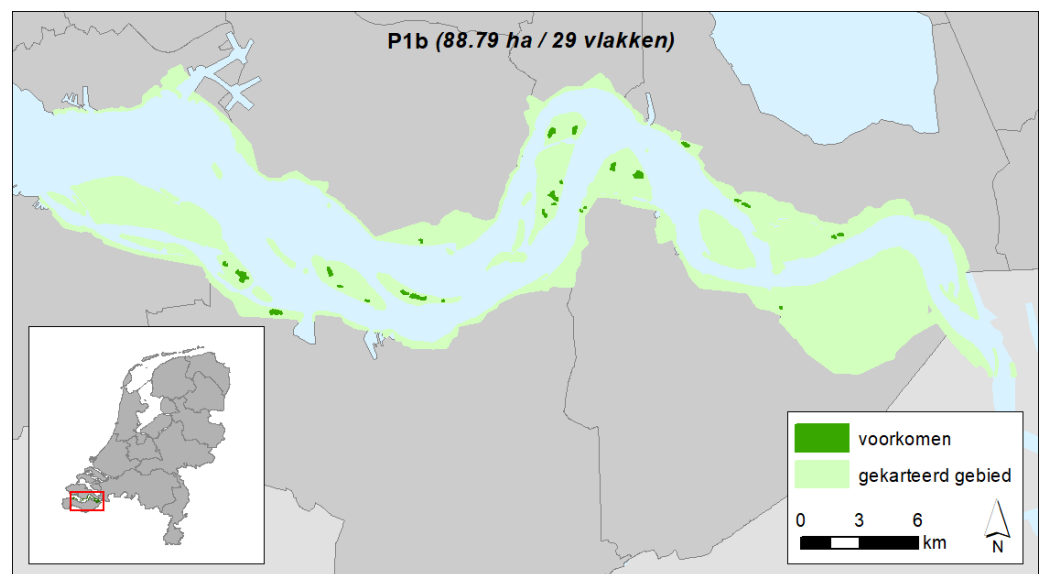 P1b (88.79 ha / 29 vlakken)
voorkomen
gekarteerd gebied
0 3 6
km
N